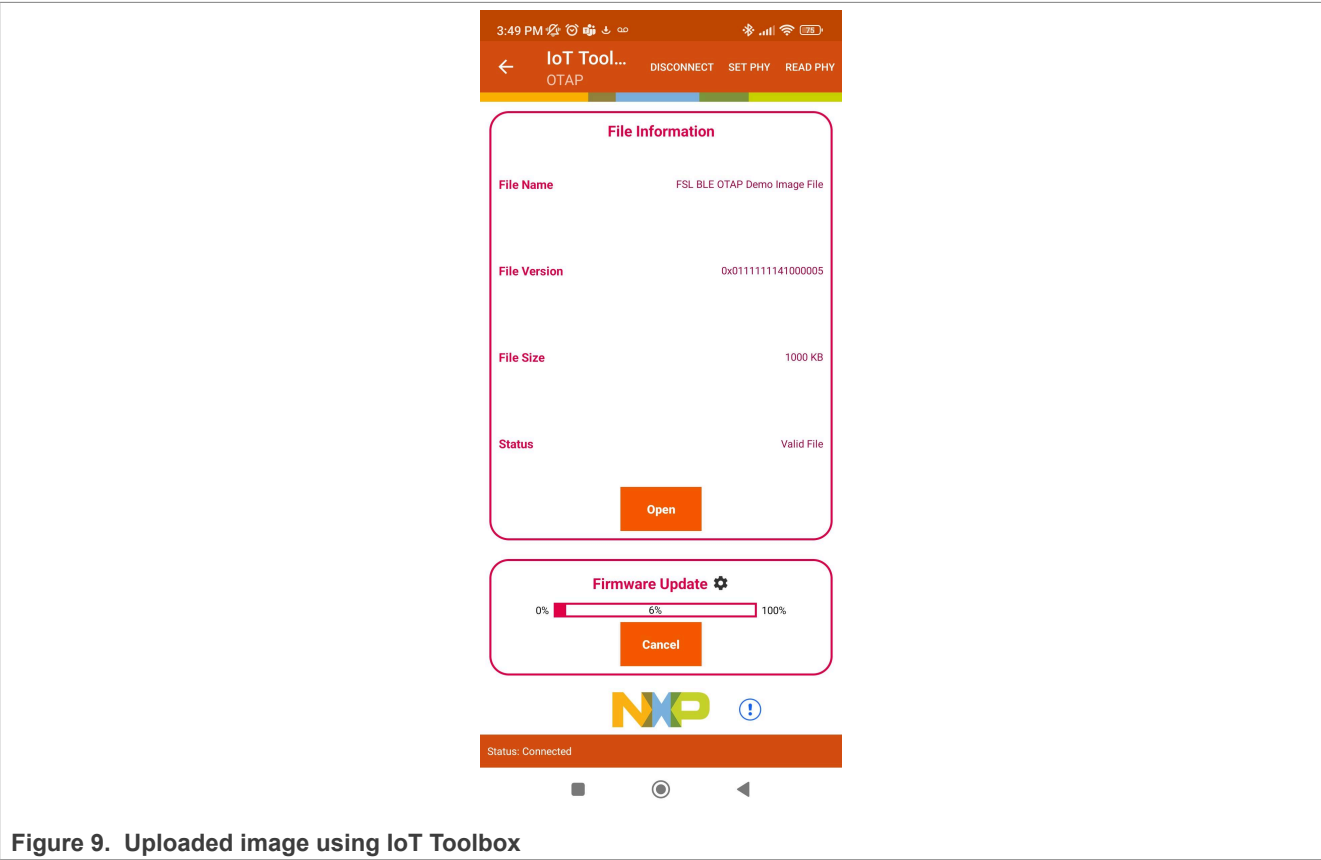 3:49 PM 75
IoT Tool...
OTAP
DISCONNECT SET PHY READ PHY
File Information
File Name FSL BLE OTAP Demo Image File
File Version 0x0111111141000005
File Size 1000 KB
Status Valid File
Open
Firmware Update
0% 6% 100%
Cancel
NXP
Status: Connected
Figure 9. Uploaded image using IoT Toolbox